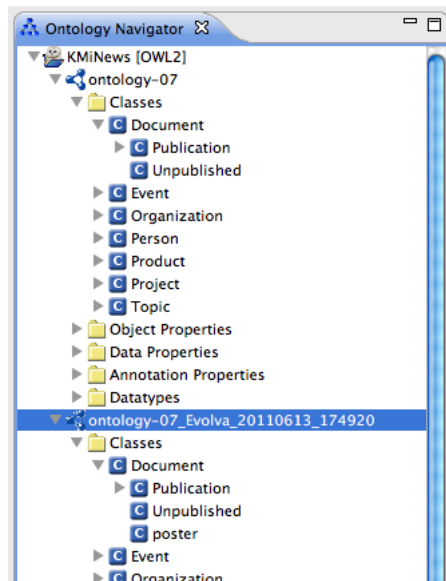 Ontology Navigator
KMiNews [OWL2]
ontology-07
Classes
C Document
C Publication
C Unpublished
C Event
C Organization
C Person
C Product
C Project
C Topic
Object Properties
Data Properties
Annotation Properties
Datatypes
ontology-07_Evolva_20110613_174920
Classes
C Document
C Publication
C Unpublished
C poster
C Event
C Organization